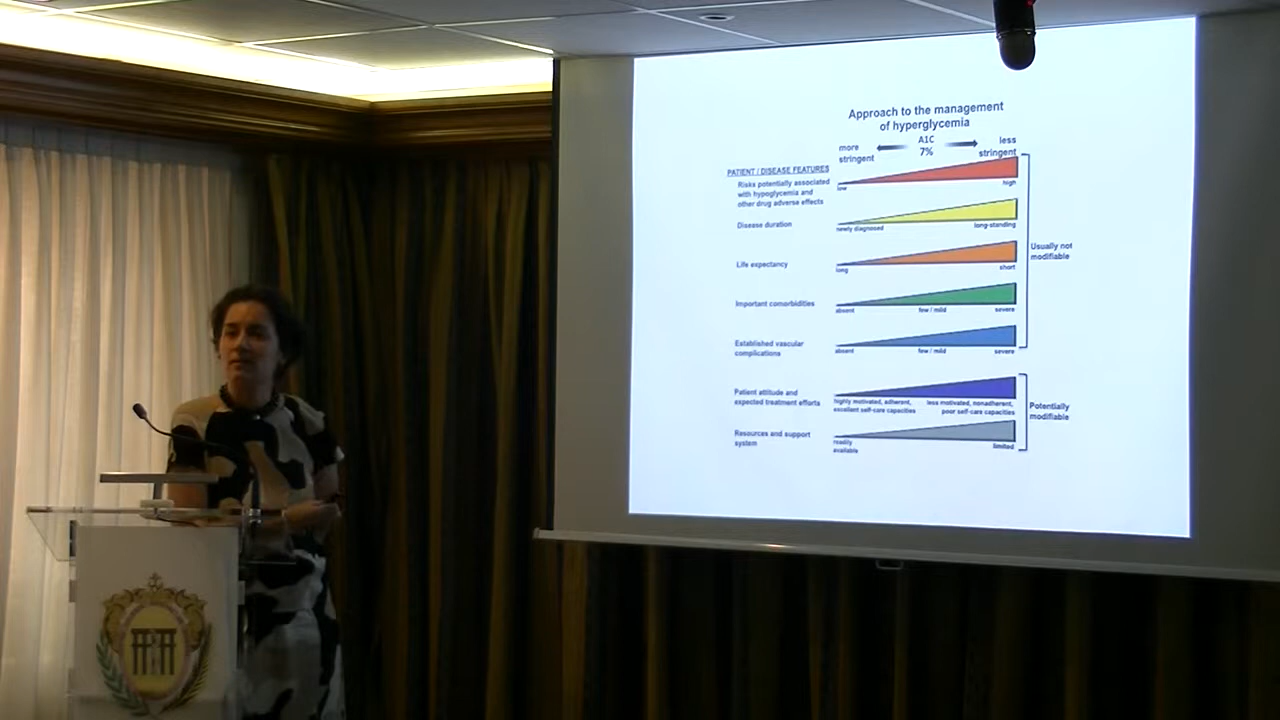 Approach to the management
of hyperglycemia
more
stringent
A1C
7%
less
stringent
PATIENT / DISEASE FEATURES
Risks potentially associated
with hypoglycemia and
other drug adverse effects
low
high
Disease duration
newly diagnosed
long-standing
Life expectancy
long
short
Important comorbidities
absent
few / mild
severe
Established vascular
complications
absent
few / mild
severe
Usually not
modifiable
Patient attitude and
expected treatment efforts
highly motivated, adherent,
excellent self-care capacities
less motivated, nonadherent,
poor self-care capacities
Resources and support
system
readily
available
limited
Potentially
modifiable